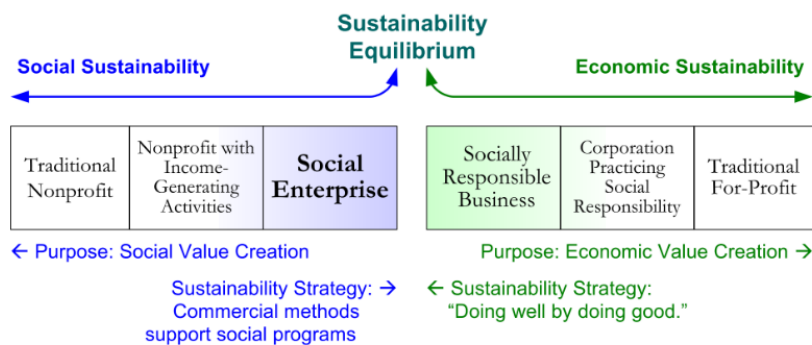 Sustainability
Equilibrium
Social Sustainability
Economic Sustainability
Traditional
Nonprofit
Nonprofit with
Income-
Generating
Activities
Social
Enterprise
Socially
Responsible
Business
Corporation
Practicing
Social
Responsibility
Traditional
For-Profit
← Purpose: Social Value Creation
Purpose: Economic Value Creation →
Sustainability Strategy: →
Commercial methods
support social programs
← Sustainability Strategy:
“Doing well by doing good.”